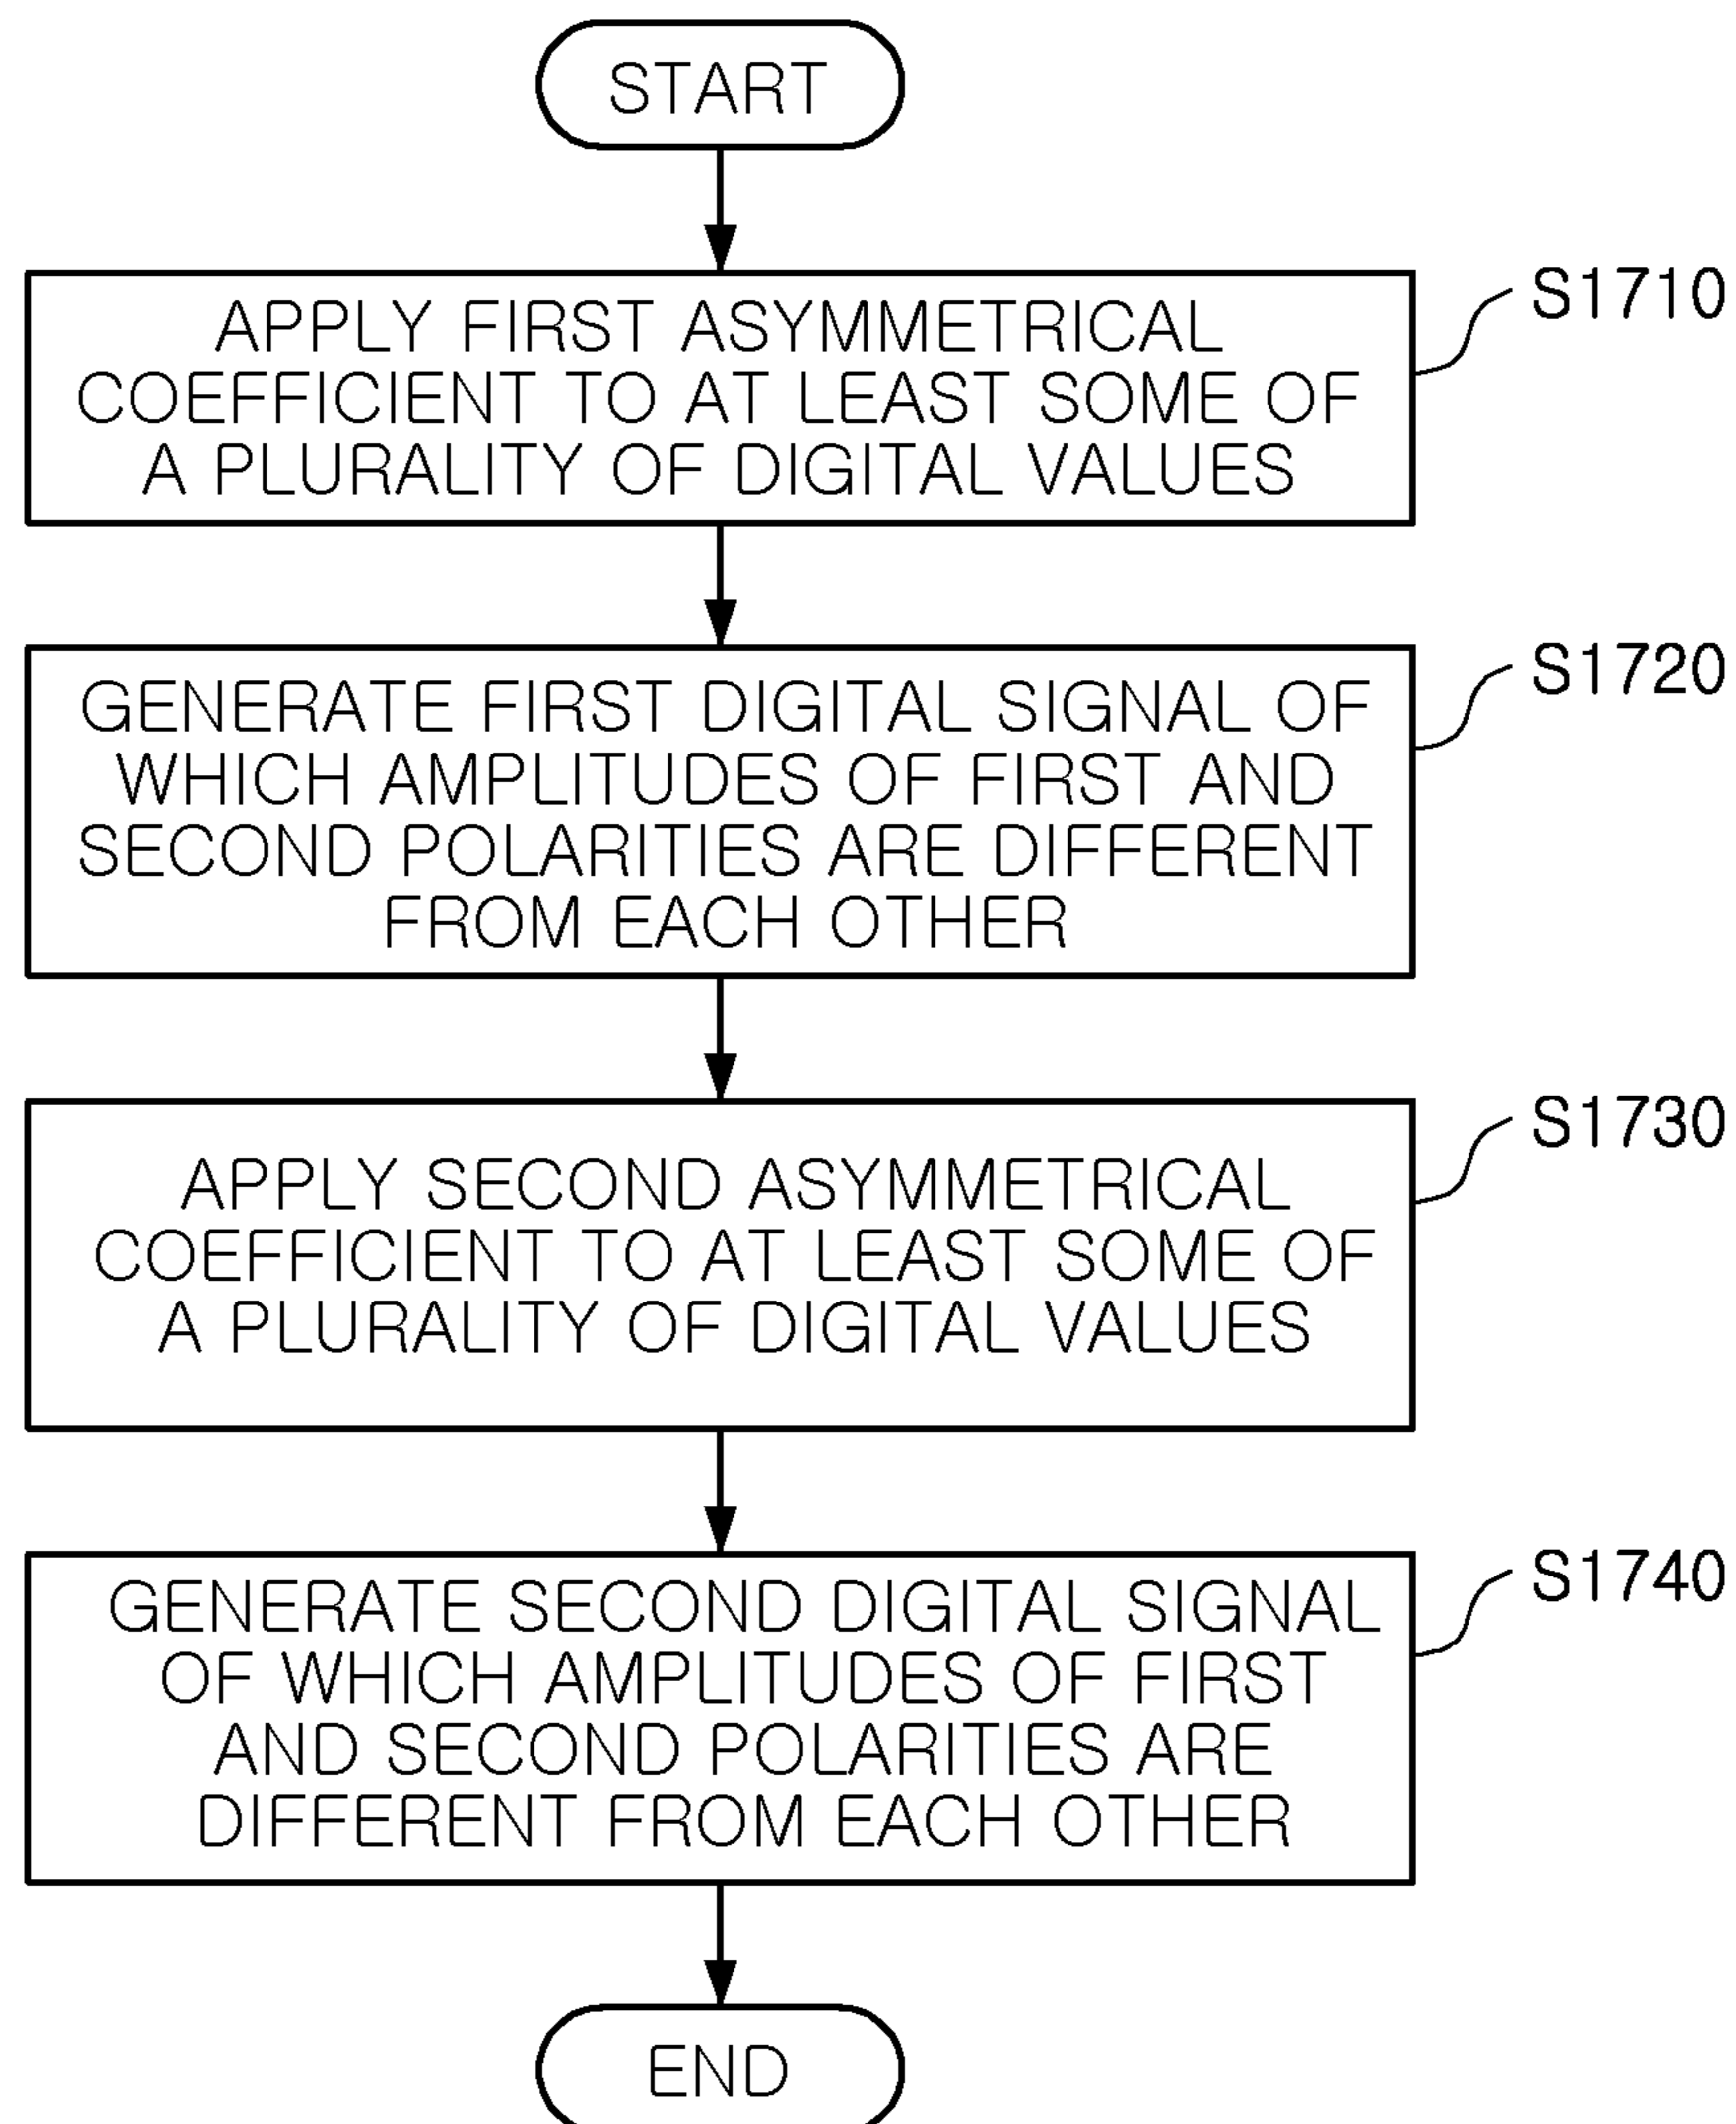 START
APPLY FIRST ASYMMETRICAL
COEFFICIENT TO AT LEAST SOME OF
A PLURALITY OF DIGITAL VALUES
S1710
GENERATE FIRST DIGITAL SIGNAL OF
WHICH AMPLITUDES OF FIRST AND
SECOND POLARITIES ARE DIFFERENT
FROM EACH OTHER
S1720
APPLY SECOND ASYMMETRICAL
COEFFICIENT TO AT LEAST SOME OF
A PLURALITY OF DIGITAL VALUES
S1730
GENERATE SECOND DIGITAL SIGNAL
OF WHICH AMPLITUDES OF FIRST
AND SECOND POLARITIES ARE
DIFFERENT FROM EACH OTHER
S1740
END